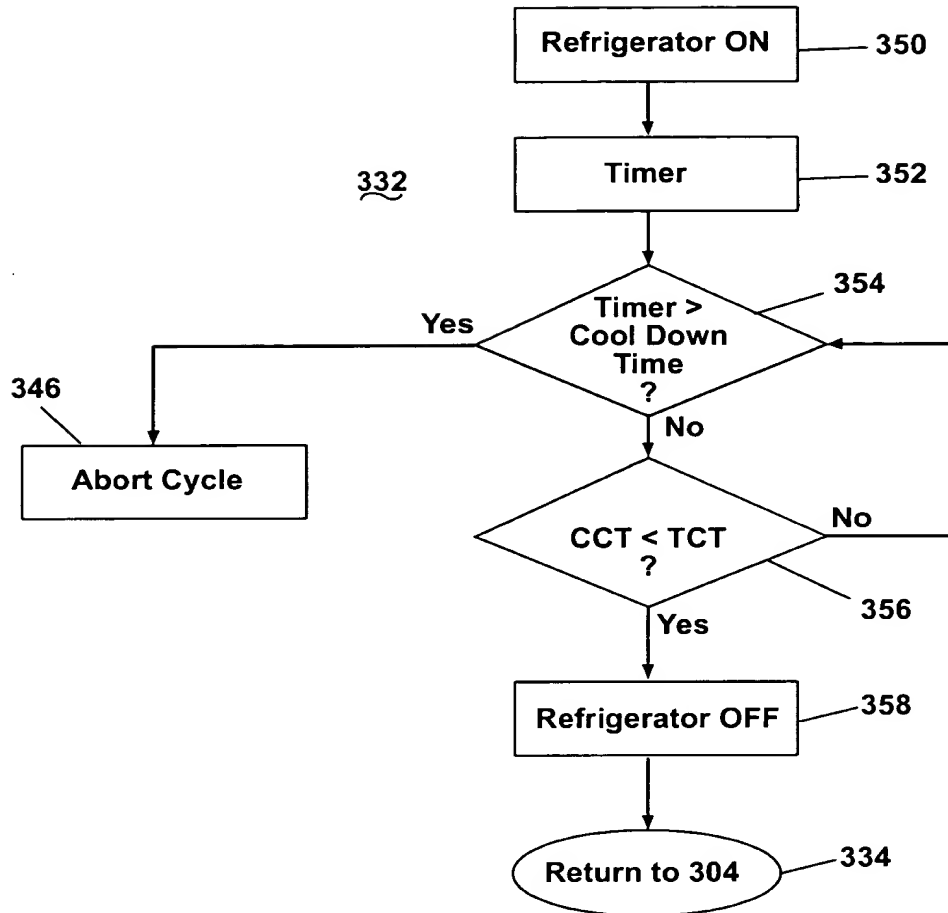 Refrigerator ON
350
Timer
352
332
354
Timer >
Cool Down
Time
?
Yes
346
No
Abort Cycle
CCT < TCT
?
No
356
Yes
Refrigerator OFF
358
Return to 304
334